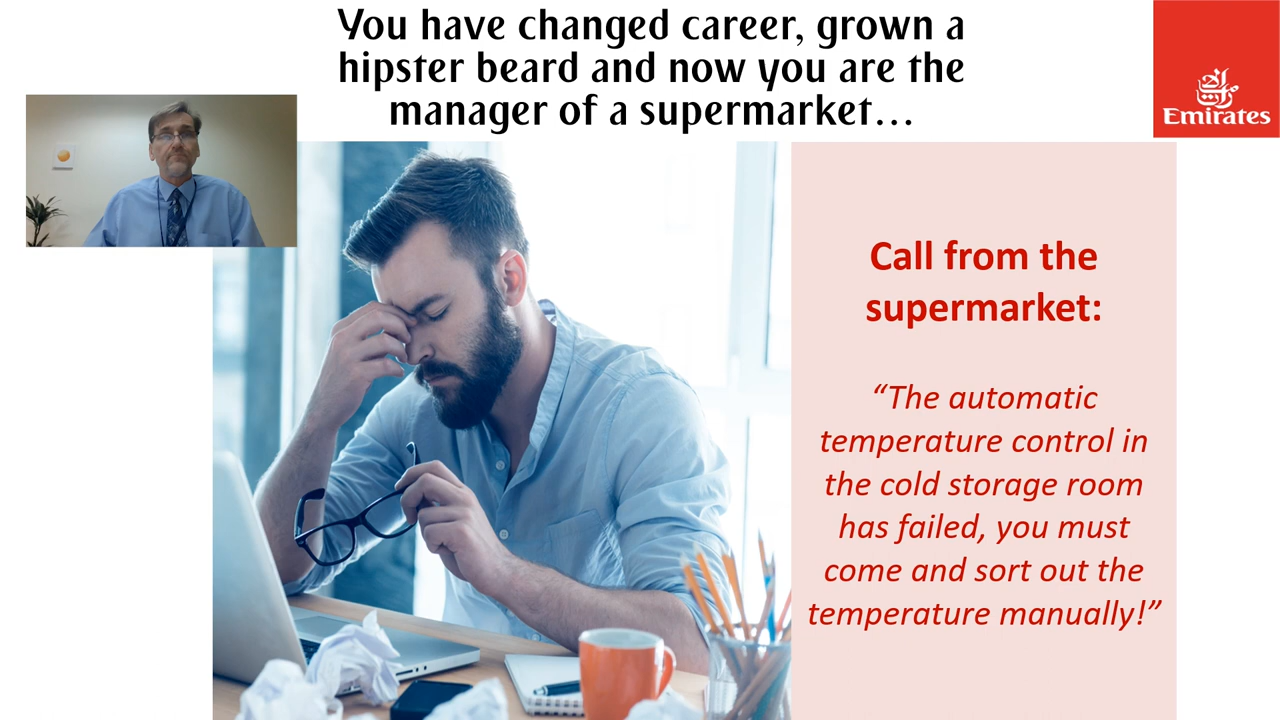 You have changed career, grown a
hipster beard and now you are the
manager of a supermarket...
Emirates
Call from the
supermarket:
“The automatic
temperature control in
the cold storage room
has failed, you must
come and sort out the
temperature manually!”